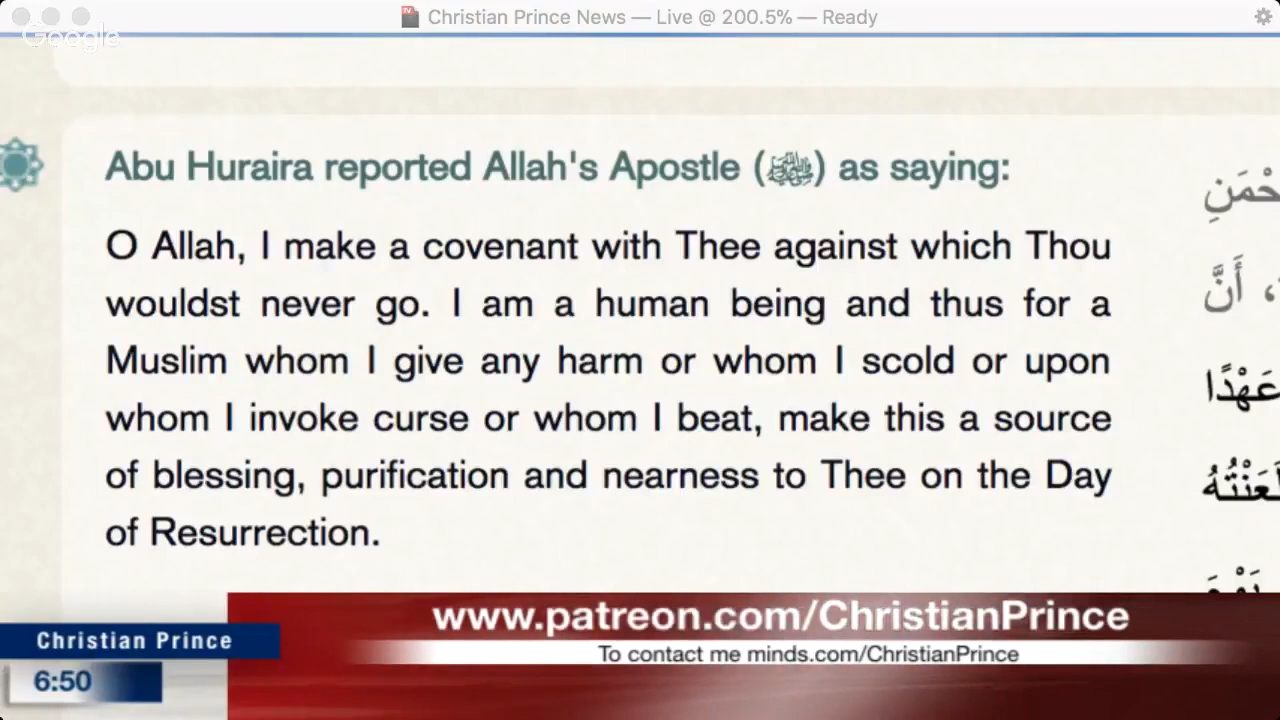 Christian Prince News — Live @ 200.5% — Ready
Google
Abu Huraira reported Allah's Apostle (ﷺ) as saying:
O Allah, I make a covenant with Thee against which Thou
wouldst never go. I am a human being and thus for a
Muslim whom I give any harm or whom I scold or upon
whom I invoke curse or whom I beat, make this a source
of blessing, purification and nearness to Thee on the Day
of Resurrection.
حْمَنِ
، أَنَّ
عَهْدًا
لَعَنْتُهُ
www.patreon.com/ChristianPrince
To contact me minds.com/ChristianPrince
Christian Prince
6:50